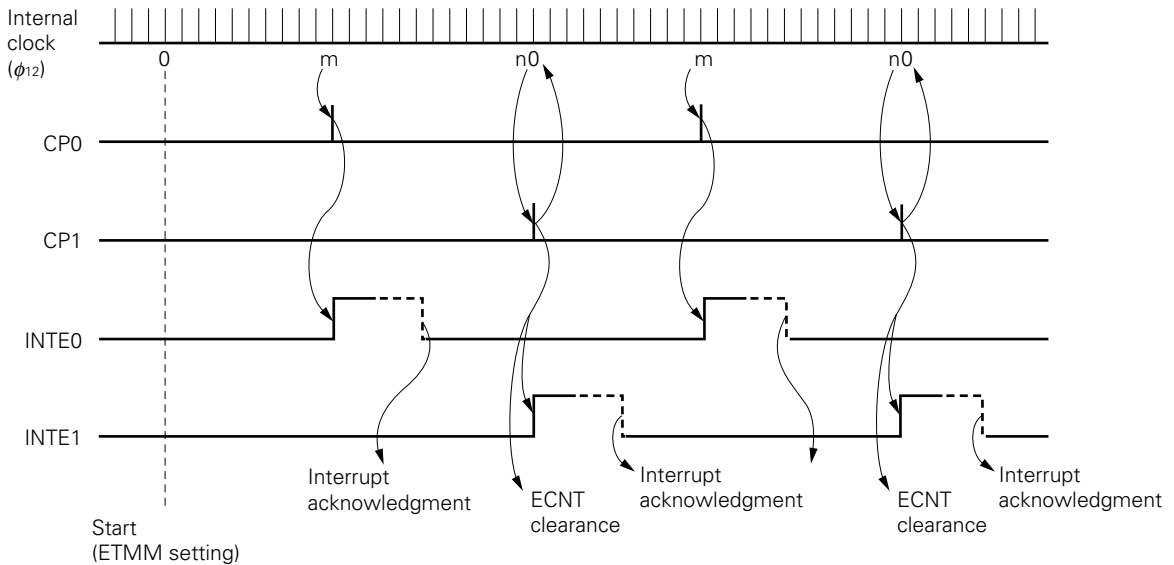 Internal
clock
(ϕ12)
0 m n0 m n0
CP0
CP1
INTE0
INTE1
Interrupt
acknowledgment
ECNT
clearance
Interrupt
acknowledgment
ECNT
clearance
Interrupt
acknowledgment
Start
(ETMM setting)